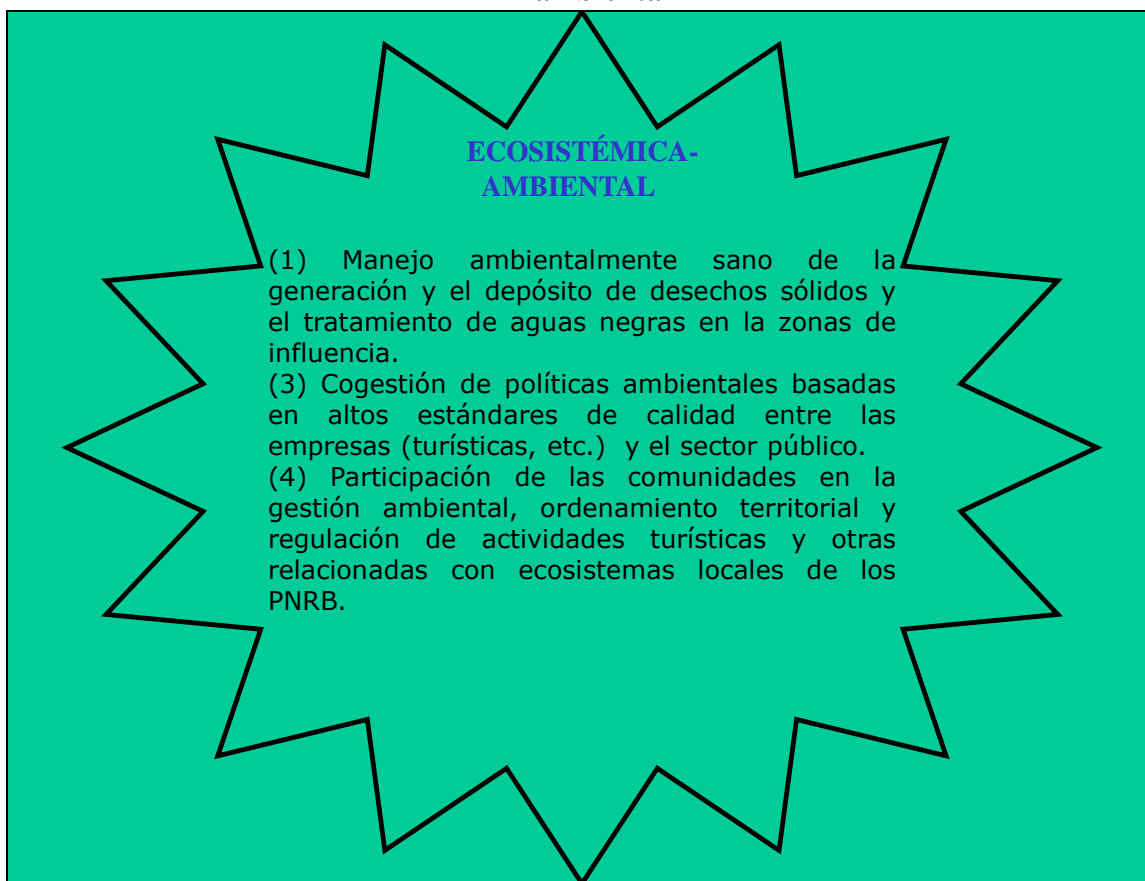 ECOSISTÉMICA-
AMBIENTAL
(1) Manejo ambientalmente sano de la
generación y el depósito de desechos sólidos y
el tratamiento de aguas negras en la zonas de
influencia.
(3) Cogestión de políticas ambientales basadas
en altos estándares de calidad entre las
empresas (turísticas, etc.) y el sector público.
(4) Participación de las comunidades en la
gestión ambiental, ordenamiento territorial y
regulación de actividades turísticas y otras
relacionadas con ecosistemas locales de los
PNRB.